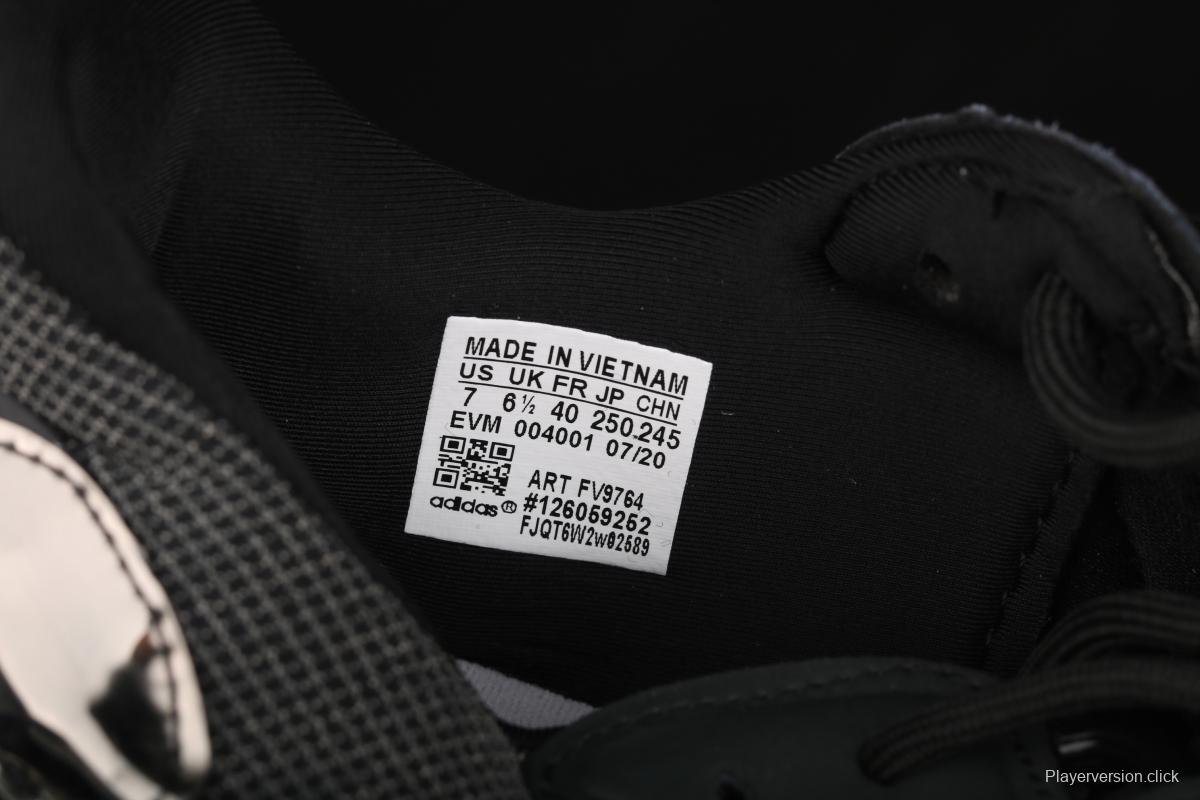 MADE IN VIETNAM
US UK FR JP CHN
7 6½ 40 250.245
EVM 004001 07/20
ART FV9764
#126059252
FJQT6W2w02589
adidas®
Playerversion.click